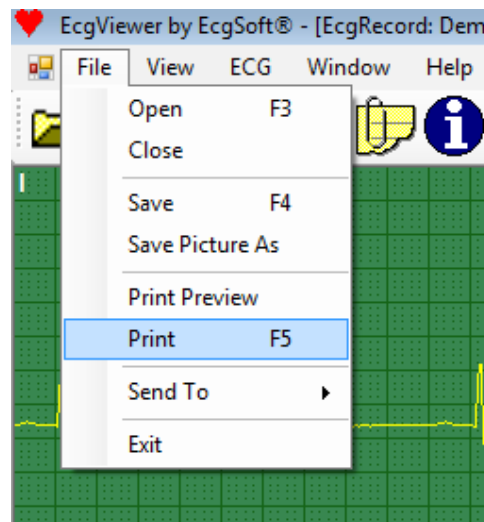 EcgViewer by EcgSoft® - [EcgRecord: Dem
File View ECG Window Help
Open F3
Close
Save F4
Save Picture As
Print Preview
Print F5
Send To
Exit
I